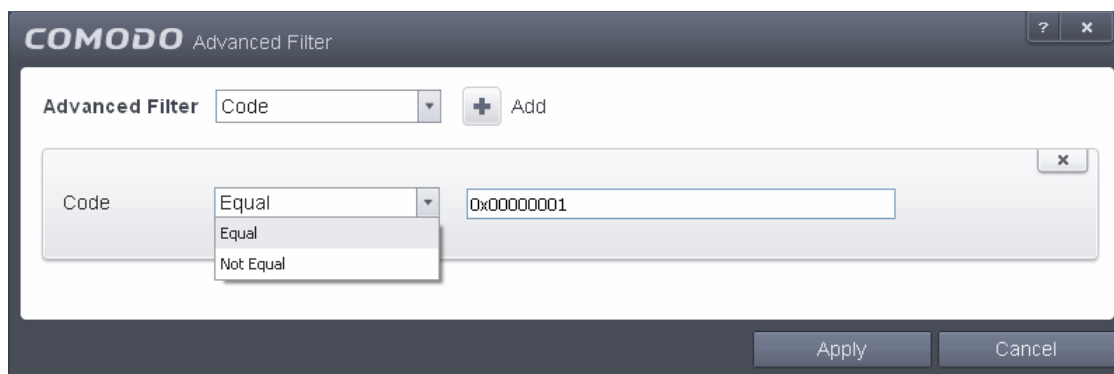 COMODO Advanced Filter ? x
Advanced Filter Code + Add
x
Code Equal 0x00000001
Equal
Not Equal
Apply Cancel